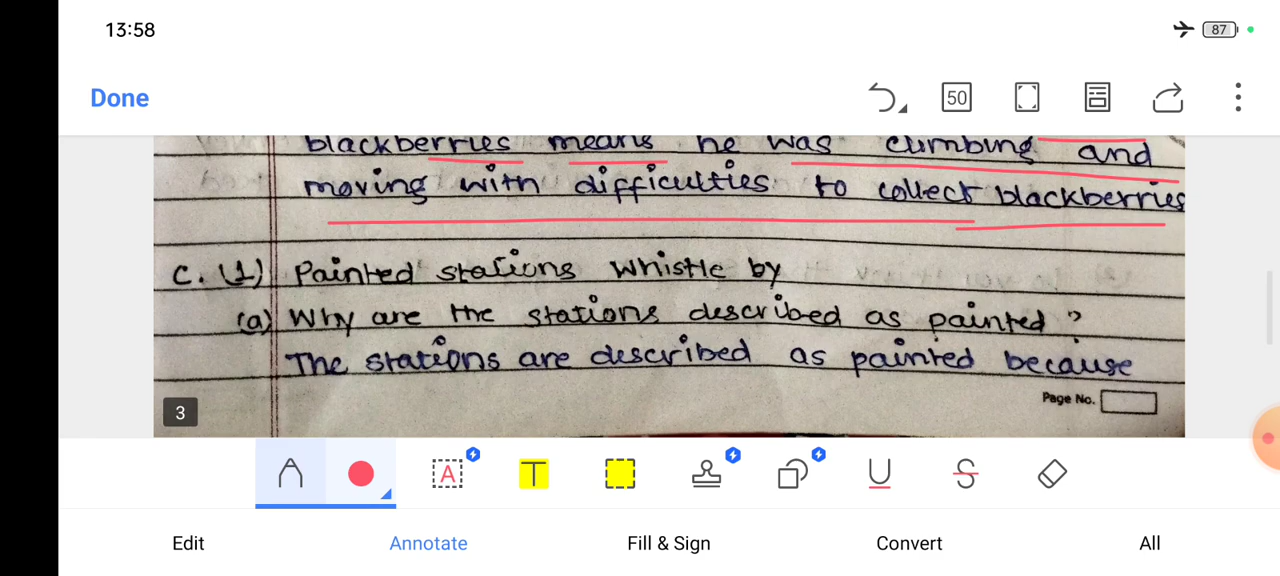 13:58
87
Done
50
blackberries means he was climbing and
moving with difficulties to collect blackberries
C. (1) Painted stations whistle by
(a) Why are the stations described as painted?
The stations are described as painted because
Page No.
3
A
T
U
S
Edit
Annotate
Fill & Sign
Convert
All